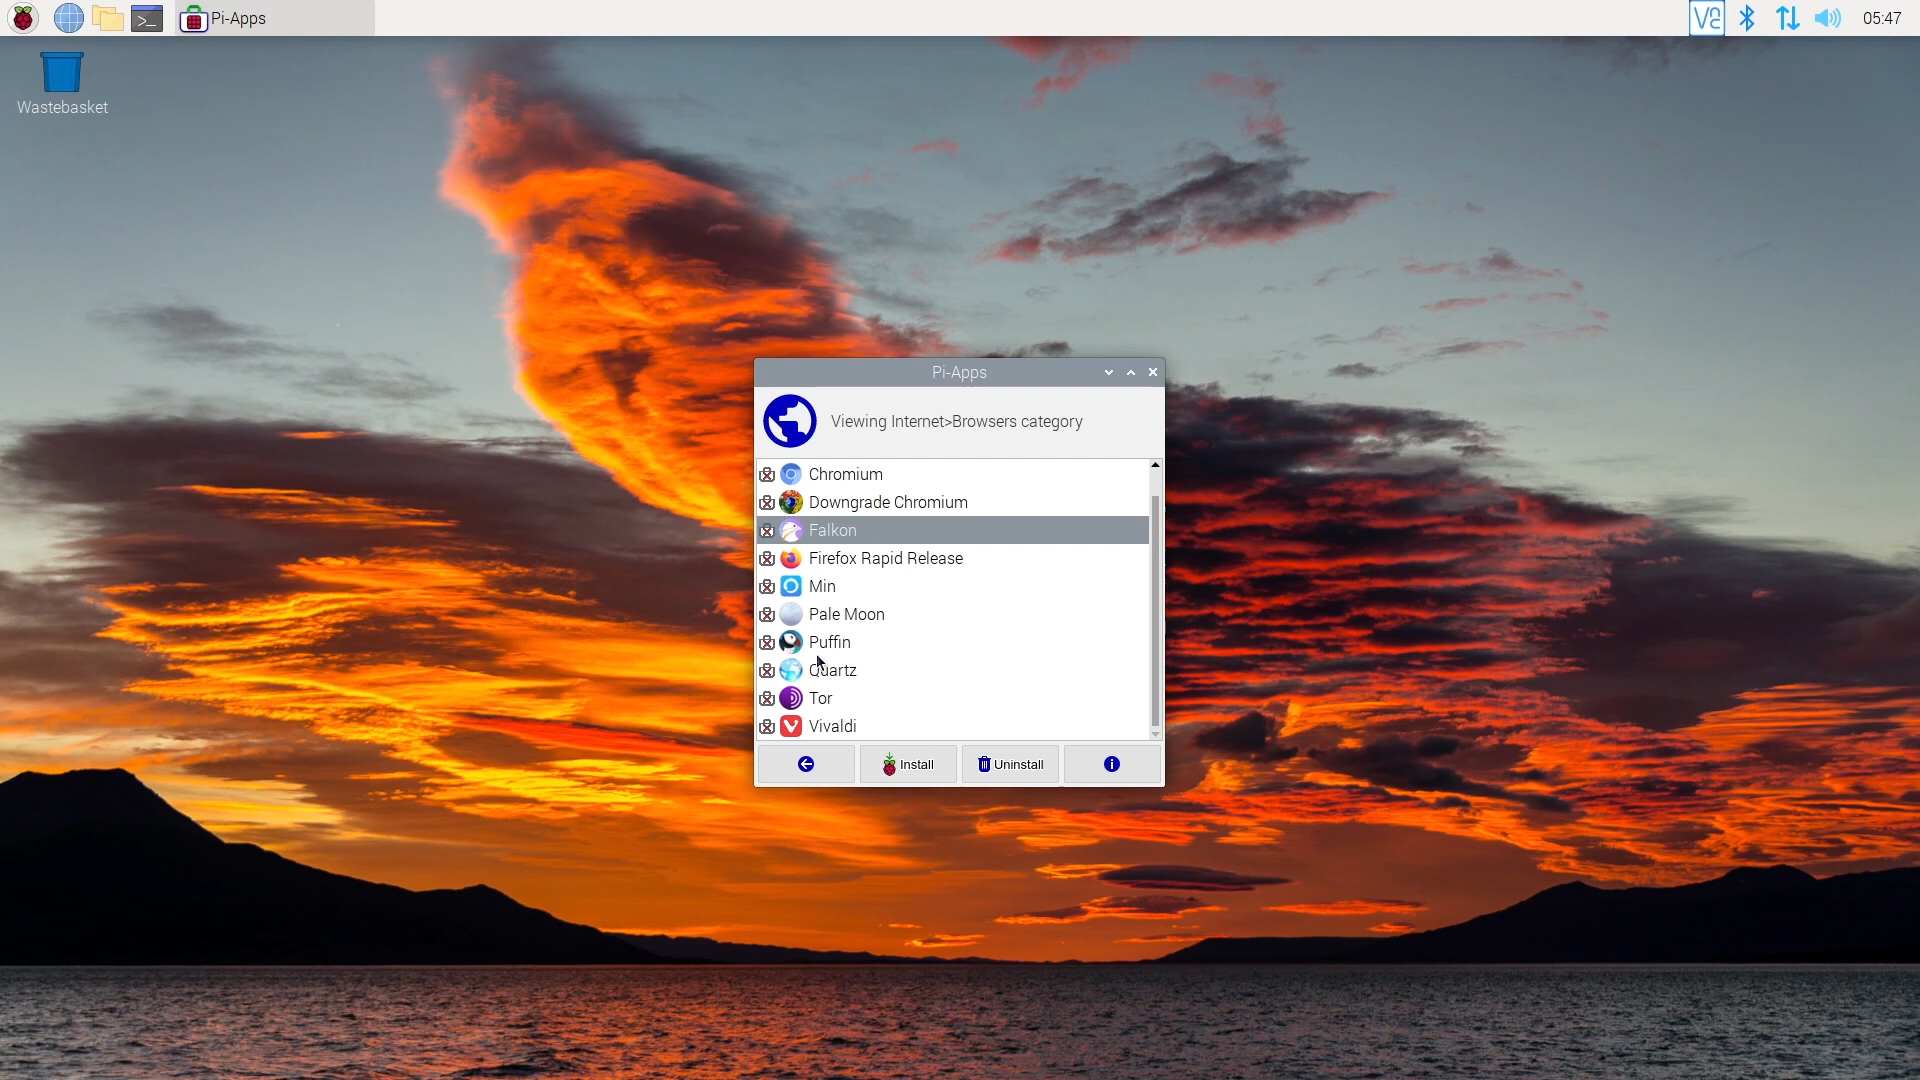 Pi-Apps
05:47
Wastebasket
Pi-Apps
Viewing Internet>Browsers category
Chromium
Downgrade Chromium
Falkon
Firefox Rapid Release
Min
Pale Moon
Puffin
Quartz
Tor
Vivaldi
Install
Uninstall